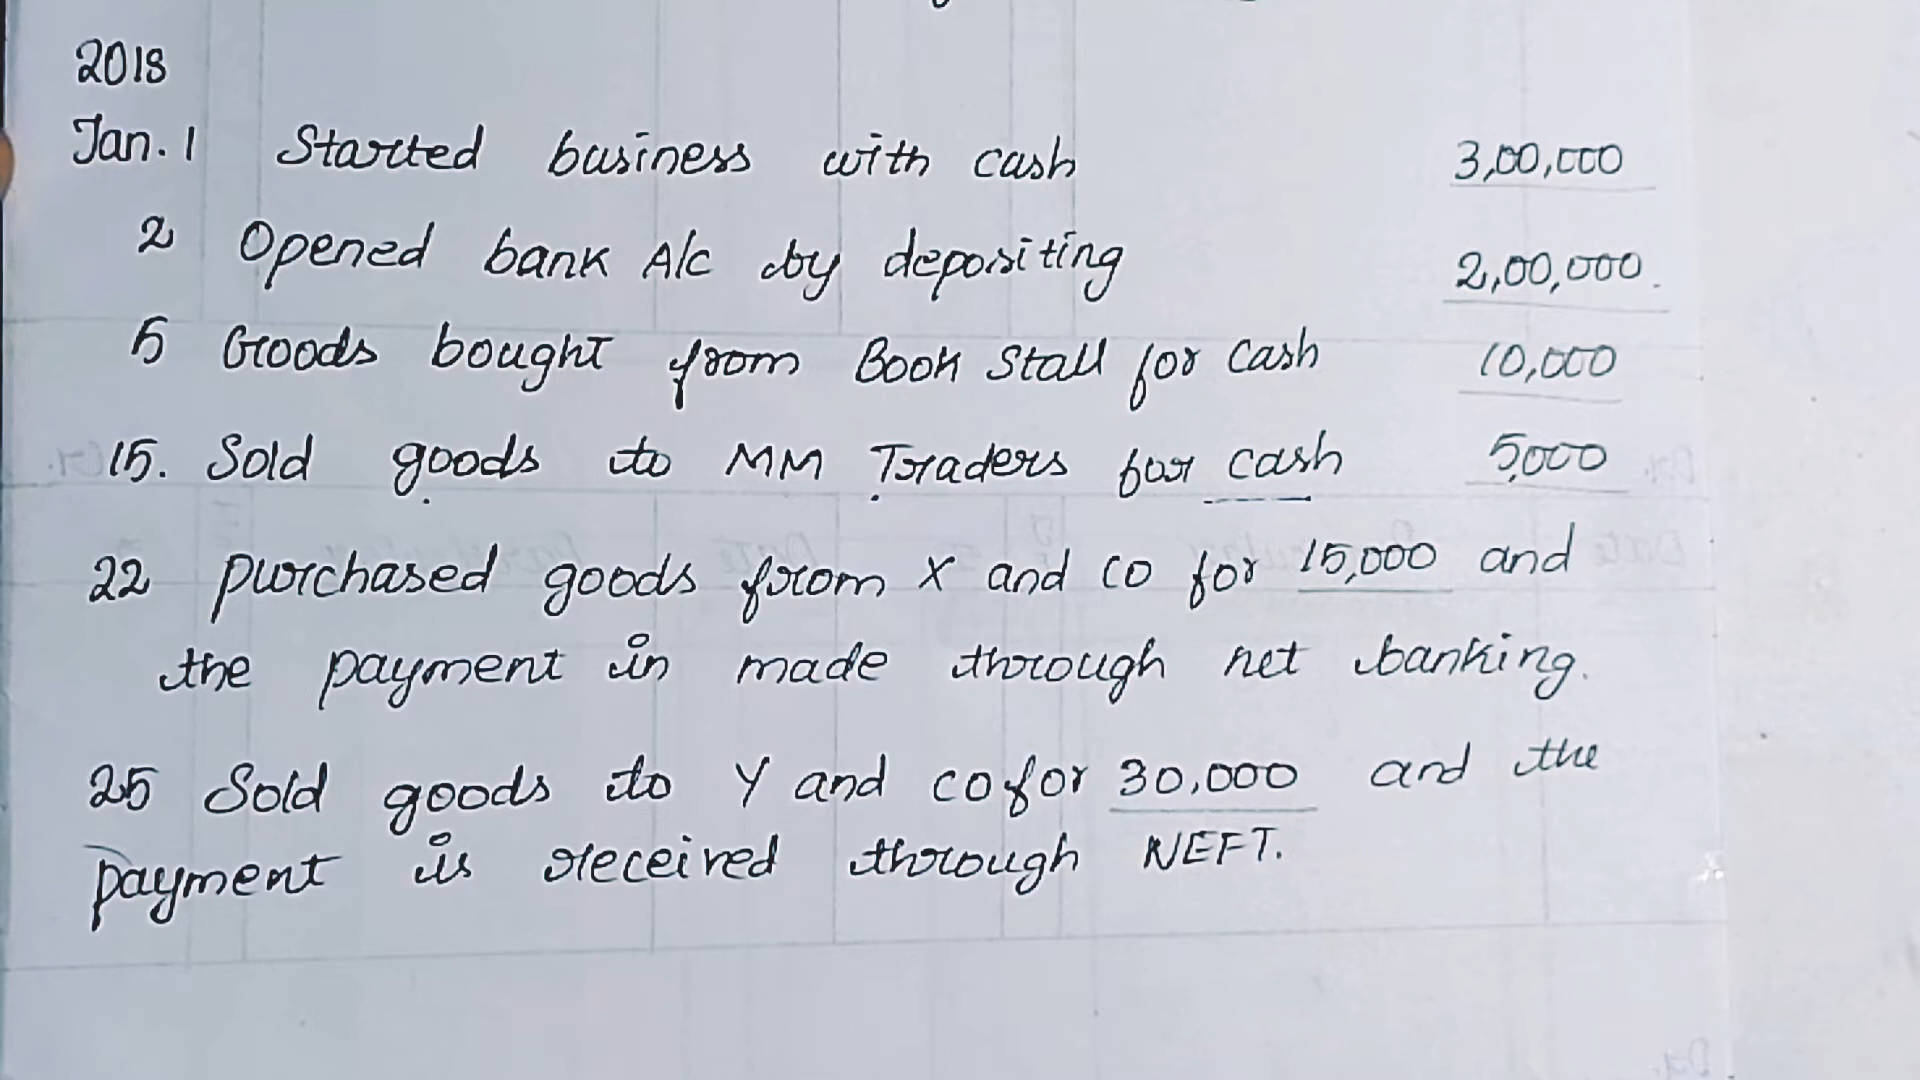 2018
Jan. 1 Started business with cash 3,00,000
2 Opened bank A/c by depositing 2,00,000.
5 Goods bought from Book Stall for cash 10,000
15. Sold goods to MM Traders for cash 5,000
22 purchased goods from X and co for 15,000 and
the payment in made through net banking.
25 Sold goods to Y and co for 30,000 and the
payment is received through NEFT.